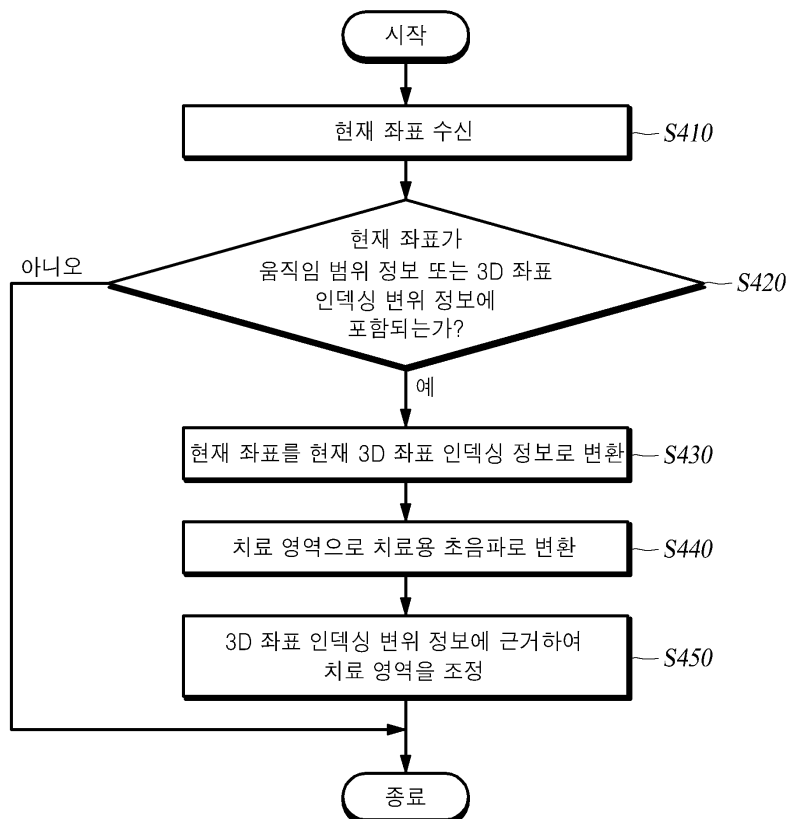 시작
현재 좌표 수신
S410
현재 좌표가
움직임 범위 정보 또는 3D 좌표
인덱싱 변위 정보에
포함되는가?
S420
아니오
예
현재 좌표를 현재 3D 좌표 인덱싱 정보로 변환
S430
치료 영역으로 치료용 초음파로 변환
S440
3D 좌표 인덱싱 변위 정보에 근거하여
치료 영역을 조정
S450
종료